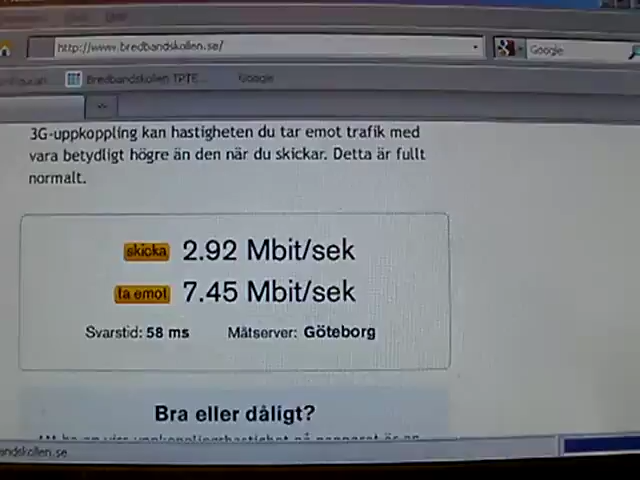 http://www.bredbandskollen.se/
Google
Bredbandskollen TPTE...
Google
3G-uppkoppling kan hastigheten du tar emot trafik med
vara betydligt högre än den när du skickar. Detta är fullt
normalt.
skicka 2.92 Mbit/sek
ta emot 7.45 Mbit/sek
Svarstid: 58 ms Mätserver: Göteborg
Bra eller dåligt?
andskollen.se